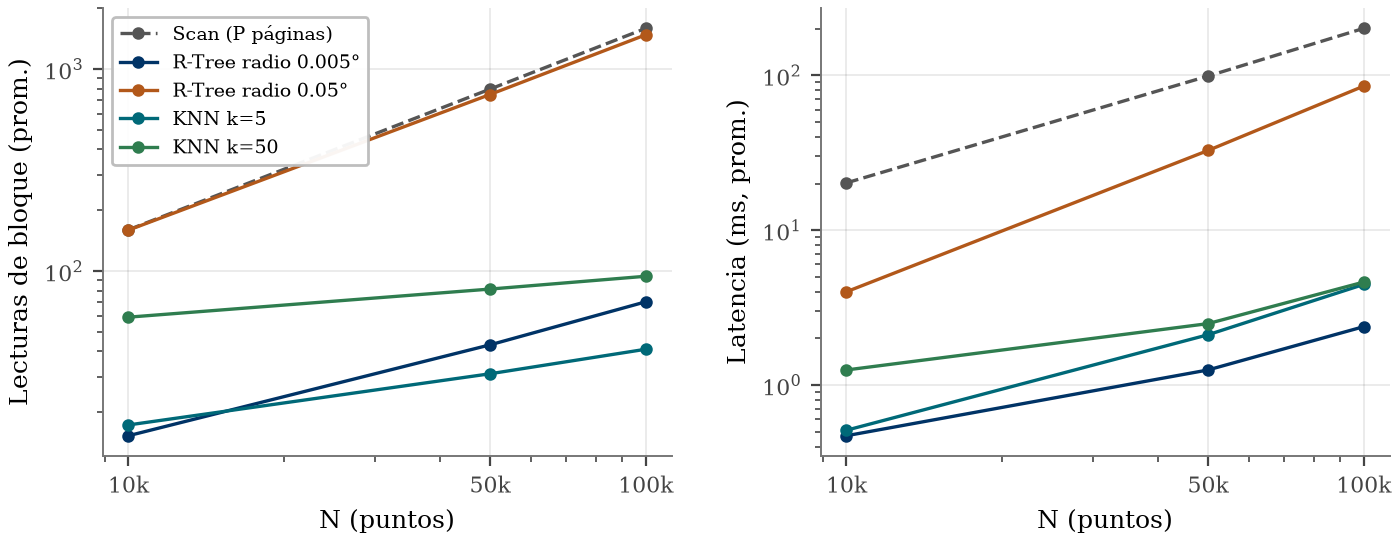 Lecturas de bloque (prom.)
10³
10²
Scan (P páginas)
R-Tree radio 0.005°
R-Tree radio 0.05°
KNN k=5
KNN k=50
10k
50k
100k
N (puntos)
Latencia (ms, prom.)
10²
10¹
10⁰
10k
50k
100k
N (puntos)